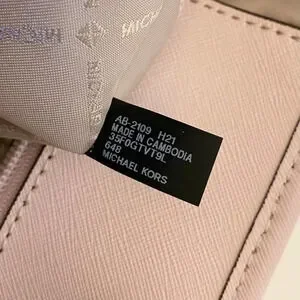 AB-2109 H21
MADE IN CAMBODIA
35F0GTVT9L
648
MICHAEL KORS